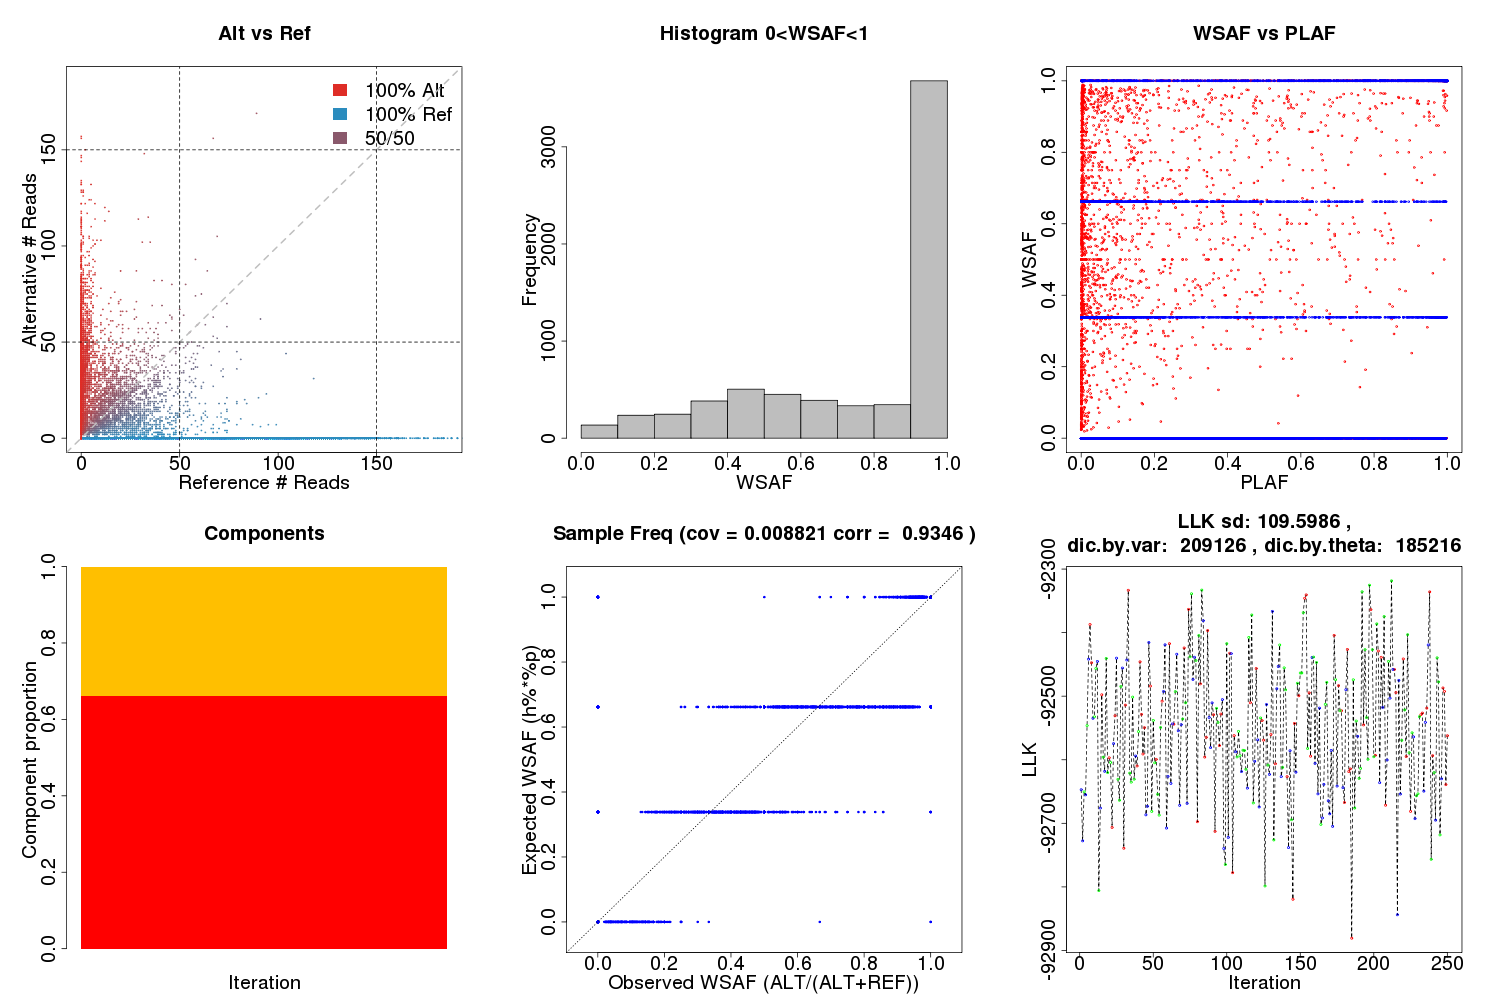 Alt vs Ref
100% Alt
100% Ref
50/50
Alternative # Reads
0
50
100
150
0
50
100
150
Reference # Reads
Histogram 0<WSAF<1
Frequency
0
1000
2000
3000
0.0
0.2
0.4
0.6
0.8
1.0
WSAF
WSAF vs PLAF
WSAF
0.0
0.2
0.4
0.6
0.8
1.0
0.0
0.2
0.4
0.6
0.8
1.0
PLAF
Components
Component proportion
0.0
0.2
0.4
0.6
0.8
1.0
Iteration
Sample Freq (cov = 0.008821 corr = 0.9346 )
Expected WSAF (h%*%p)
0.0
0.2
0.4
0.6
0.8
1.0
0.0
0.2
0.4
0.6
0.8
1.0
Observed WSAF (ALT/(ALT+REF))
LLK sd: 109.5986 ,
dic.by.var: 209126 , dic.by.theta: 185216
LLK
-92900
-92700
-92500
-92300
0
50
100
150
200
250
Iteration